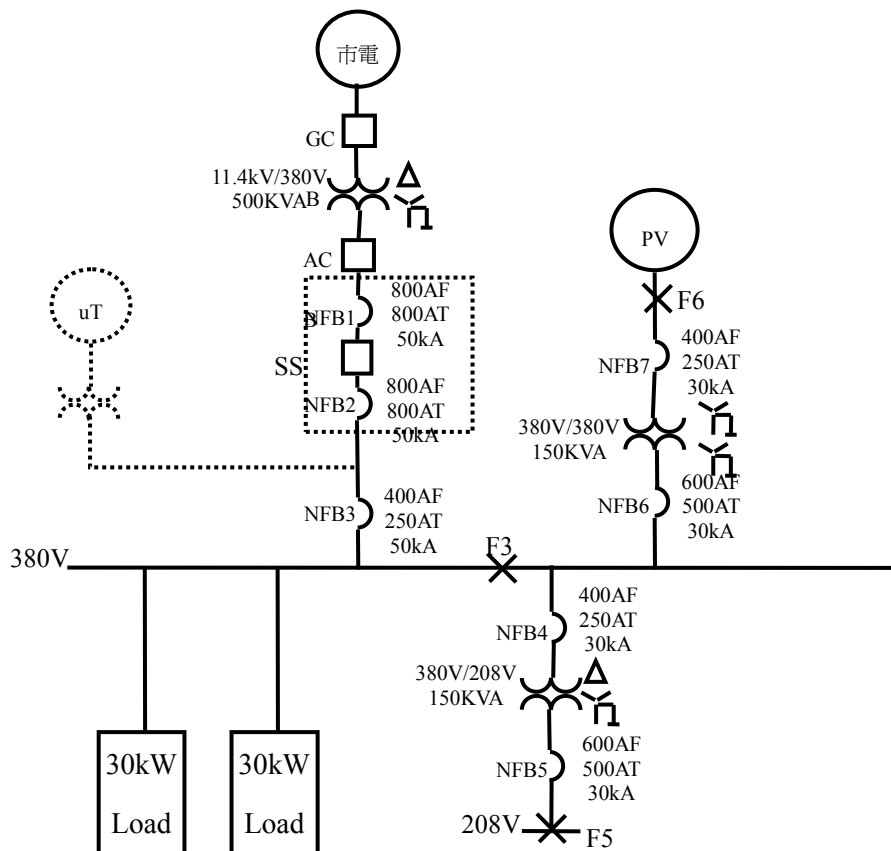 市電
GC
11.4kV/380V
500KVA
B
AC
800AF
800AT
50kA
NFB1
B
SS
800AF
800AT
50kA
NFB2
uT
400AF
250AT
50kA
NFB3
PV
F6
400AF
250AT
30kA
NFB7
380V/380V
150KVA
600AF
500AT
30kA
NFB6
380V
F3
400AF
250AT
30kA
NFB4
380V/208V
150KVA
600AF
500AT
30kA
NFB5
208V
F5
30kW
Load
30kW
Load